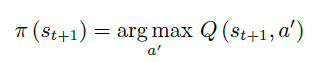 π (s_{t+1}) = arg max_{a′} Q (s_{t+1}, a′)